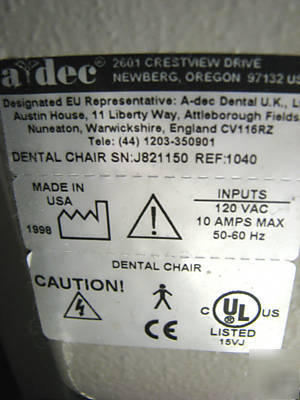 a-dec® 2601 CRESTVIEW DRIVE
NEWBERG, OREGON 97132 US
Designated EU Representative: A-dec Dental U.K., L
Austin House, 11 Liberty Way, Attleborough Fields
Nuneaton, Warwickshire, England CV116RZ
Tele: (44) 1203-350901
DENTAL CHAIR SN:J821150 REF:1040
MADE IN
USA
1998
INPUTS
120 VAC
10 AMPS MAX
50-60 Hz
DENTAL CHAIR
CAUTION!
CE
C UL® US
LISTED
15VJ